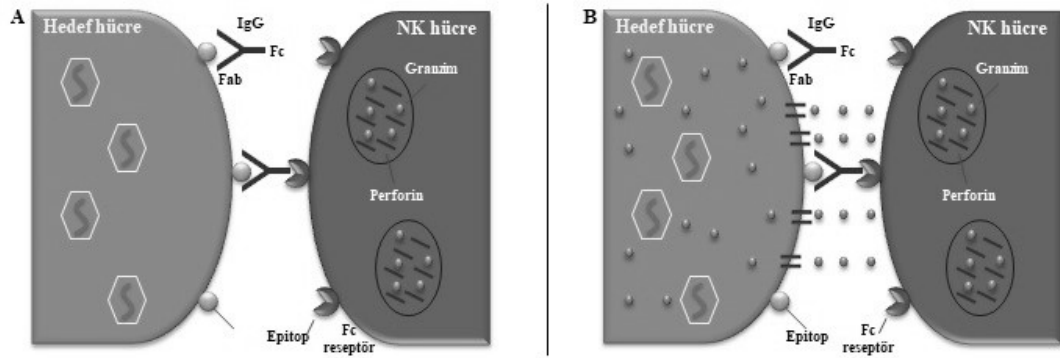 A
Hedef hücre
IgG
Fc
Fab
NK hücre
Granzim
Perforin
Epitop
Fc
reseptör
B
Hedef hücre
IgG
Fc
Fab
NK hücre
Granzim
Perforin
Epitop
Fc
reseptör